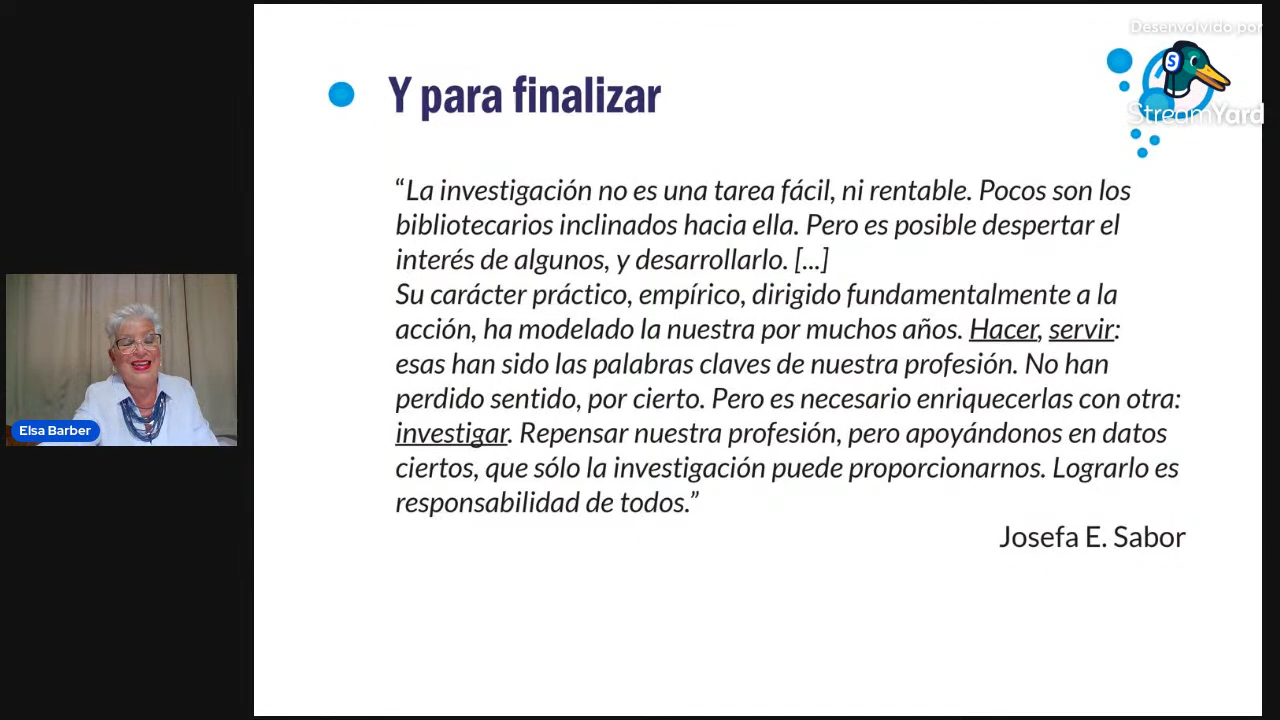 Desenvolvido por
StreamYard
Y para finalizar
“La investigación no es una tarea fácil, ni rentable. Pocos son los
bibliotecarios inclinados hacia ella. Pero es posible despertar el
interés de algunos, y desarrollarlo. [...]
Su carácter práctico, empírico, dirigido fundamentalmente a la
acción, ha modelado la nuestra por muchos años. Hacer, servir:
esas han sido las palabras claves de nuestra profesión. No han
perdido sentido, por cierto. Pero es necesario enriquecerlas con otra:
investigar. Repensar nuestra profesión, pero apoyándonos en datos
ciertos, que sólo la investigación puede proporcionarnos. Lograrlo es
responsabilidad de todos.”
Josefa E. Sabor
Elsa Barber
S